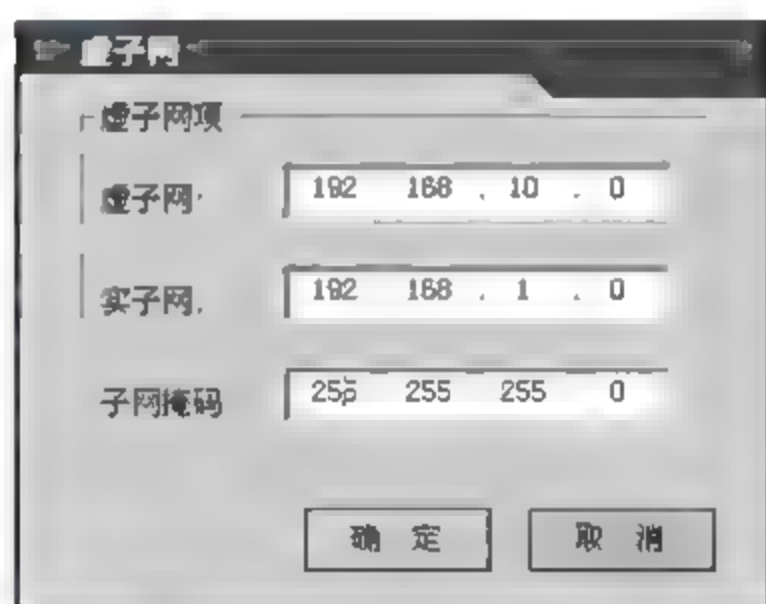 虚子网
虚子网项
虚子网: 192 168 . 10 . 0
实子网. 192 168 . 1 . 0
子网掩码 255 255 255 0
确 定 取 消